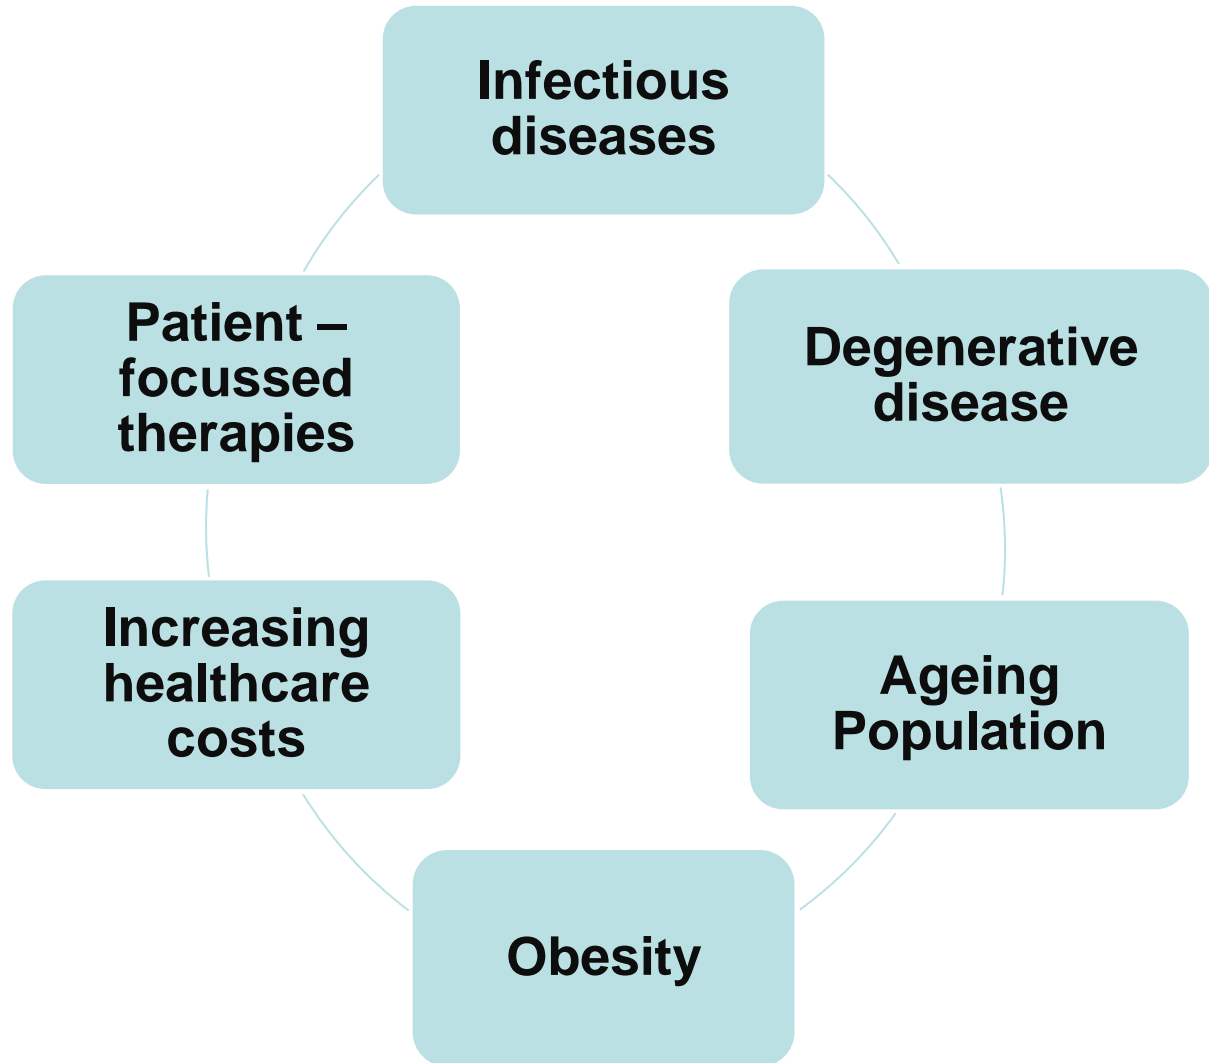 Infectious
diseases
Degenerative
disease
Ageing
Population
Obesity
Increasing
healthcare
costs
Patient –
focussed
therapies